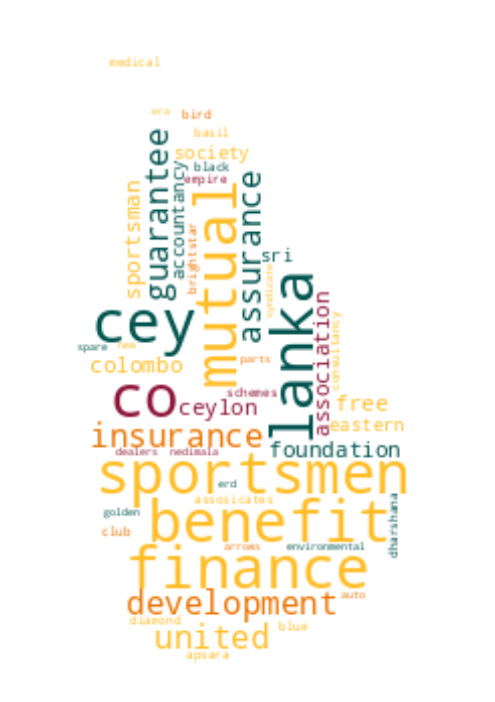 medical
era
bird
basil
society
black
empire
guarantee
accountancy
sportsman
mutual
assurance
brightstar
sri
syndicate
cey
lanka
association
consultancy
spare
new
colombo
parts
co
ceylon
schemes
free
eastern
insurance
foundation
dealers
nedimala
sportsmen
erd
assosicates
benefit
golden
dharshana
club
arrows
environmental
finance
development
auto
diamond
blue
united
apsara